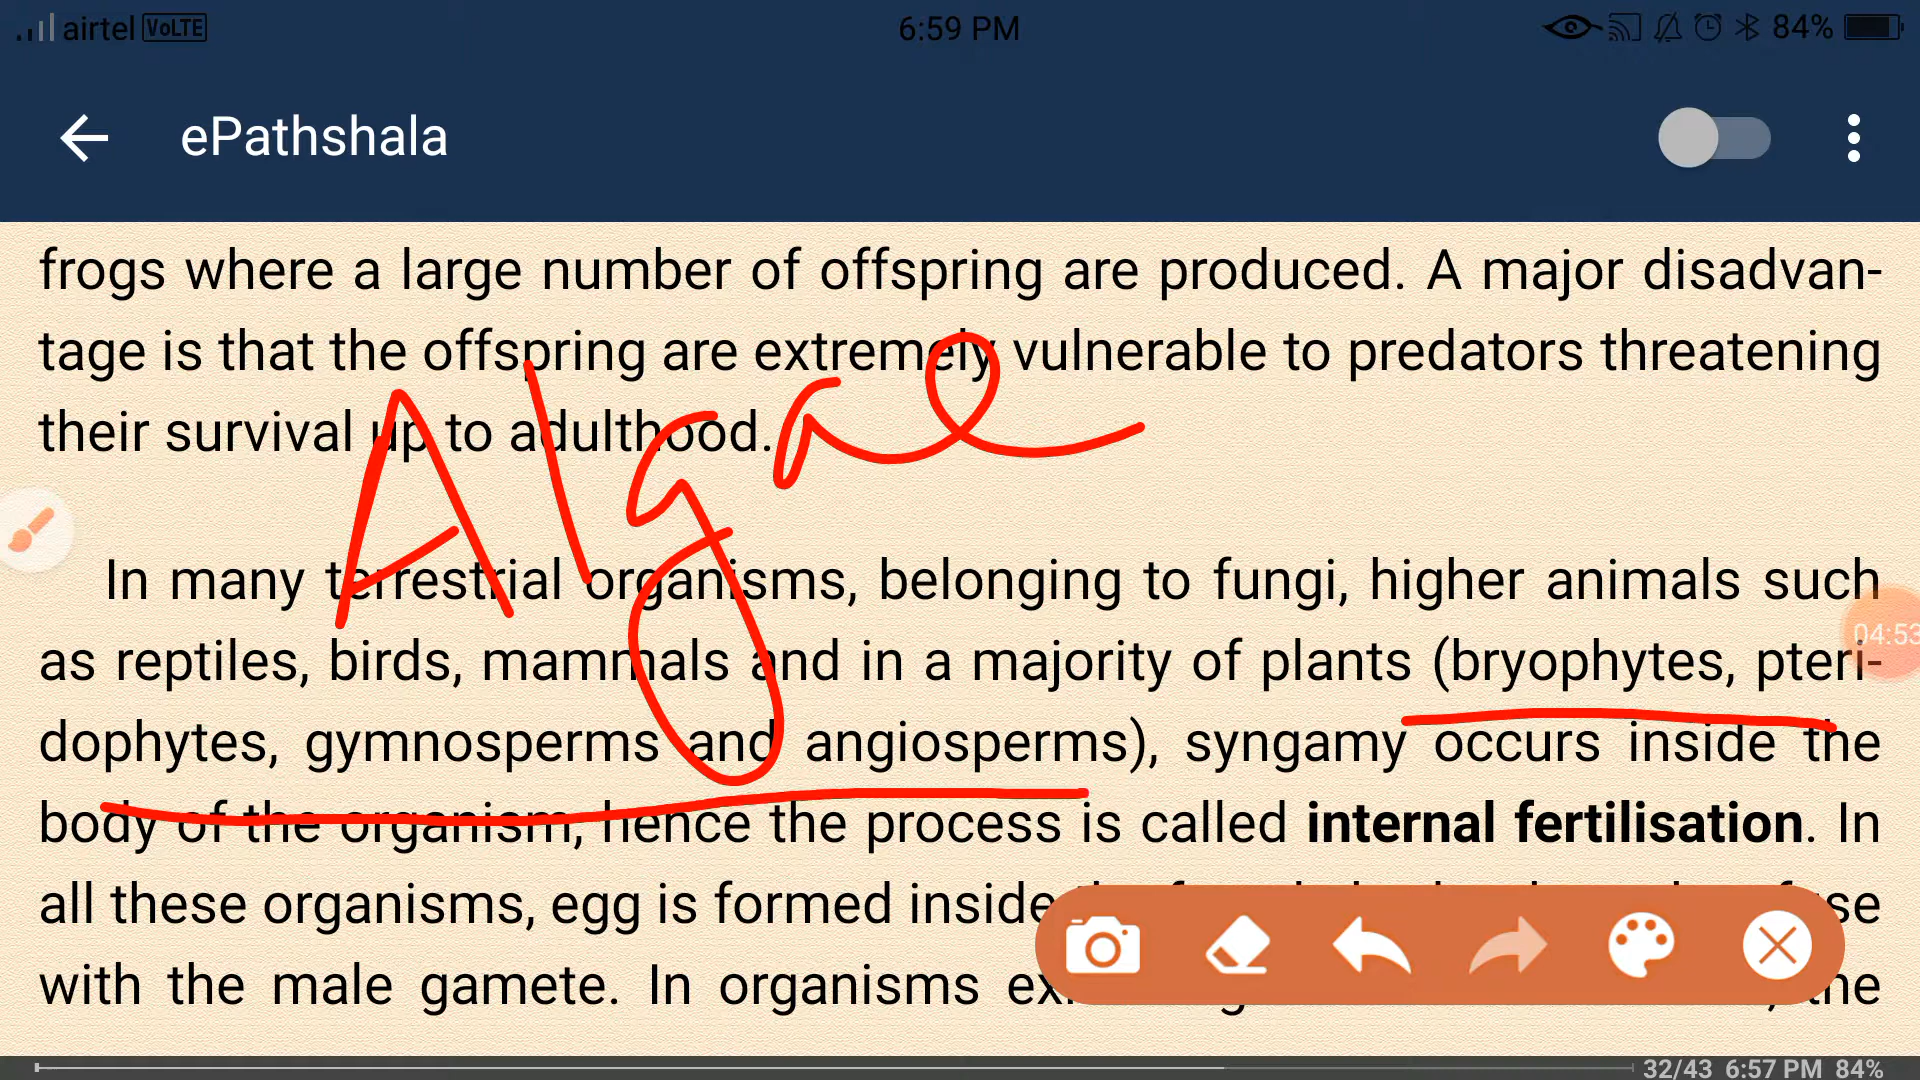 airtel VoLTE 6:59 PM 84%
ePathshala
frogs where a large number of offspring are produced. A major disadvan-
tage is that the offspring are extremely vulnerable to predators threatening
their survival up to adulthood.
Algae
In many terrestrial organisms, belonging to fungi, higher animals such
as reptiles, birds, mammals and in a majority of plants (bryophytes, pteri-
04:53
dophytes, gymnosperms and angiosperms), syngamy occurs inside the
body of the organism, hence the process is called internal fertilisation. In
all these organisms, egg is formed inside
with the male gamete. In organisms the
32/43 6:57 PM 84%